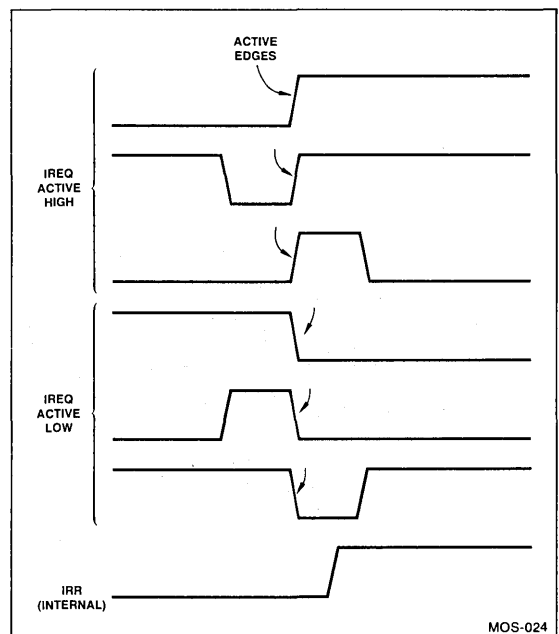 ACTIVE
EDGES
IREQ
ACTIVE
HIGH
IREQ
ACTIVE
LOW
IRR
(INTERNAL)
MOS-024